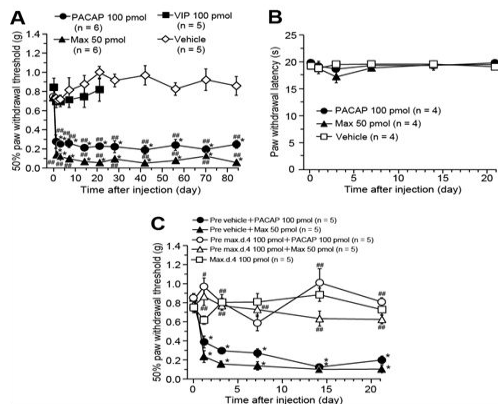 A
PACAP 100 pmol
(n = 6)
Max 50 pmol
(n = 6)
VIP 100 pmol
(n = 5)
Vehicle
(n = 5)
50% paw withdrawal threshold (g)
1.4
1.2
1.0
0.8
0.6
0.4
0.2
0.0
0 10 20 30 40 50 60 70 80
Time after injection (day)
B
Paw withdrawal latency (s)
25
20
15
10
5
0
PACAP 100 pmol (n = 4)
Max 50 pmol (n = 4)
Vehicle (n = 4)
0 5 10 15 20
Time after injection (day)
C
Pre vehicle+PACAP 100 pmol (n = 5)
Pre vehicle+Max 50 pmol (n = 5)
Pre max.d.4 100 pmol+PACAP 100 pmol (n = 5)
Pre max.d.4 100 pmol+Max 50 pmol (n = 5)
Max.d.4 100 pmol (n = 5)
50% paw withdrawal threshold (g)
1.4
1.2
1.0
0.8
0.6
0.4
0.2
0.0
0 5 10 15 20
Time after injection (day)